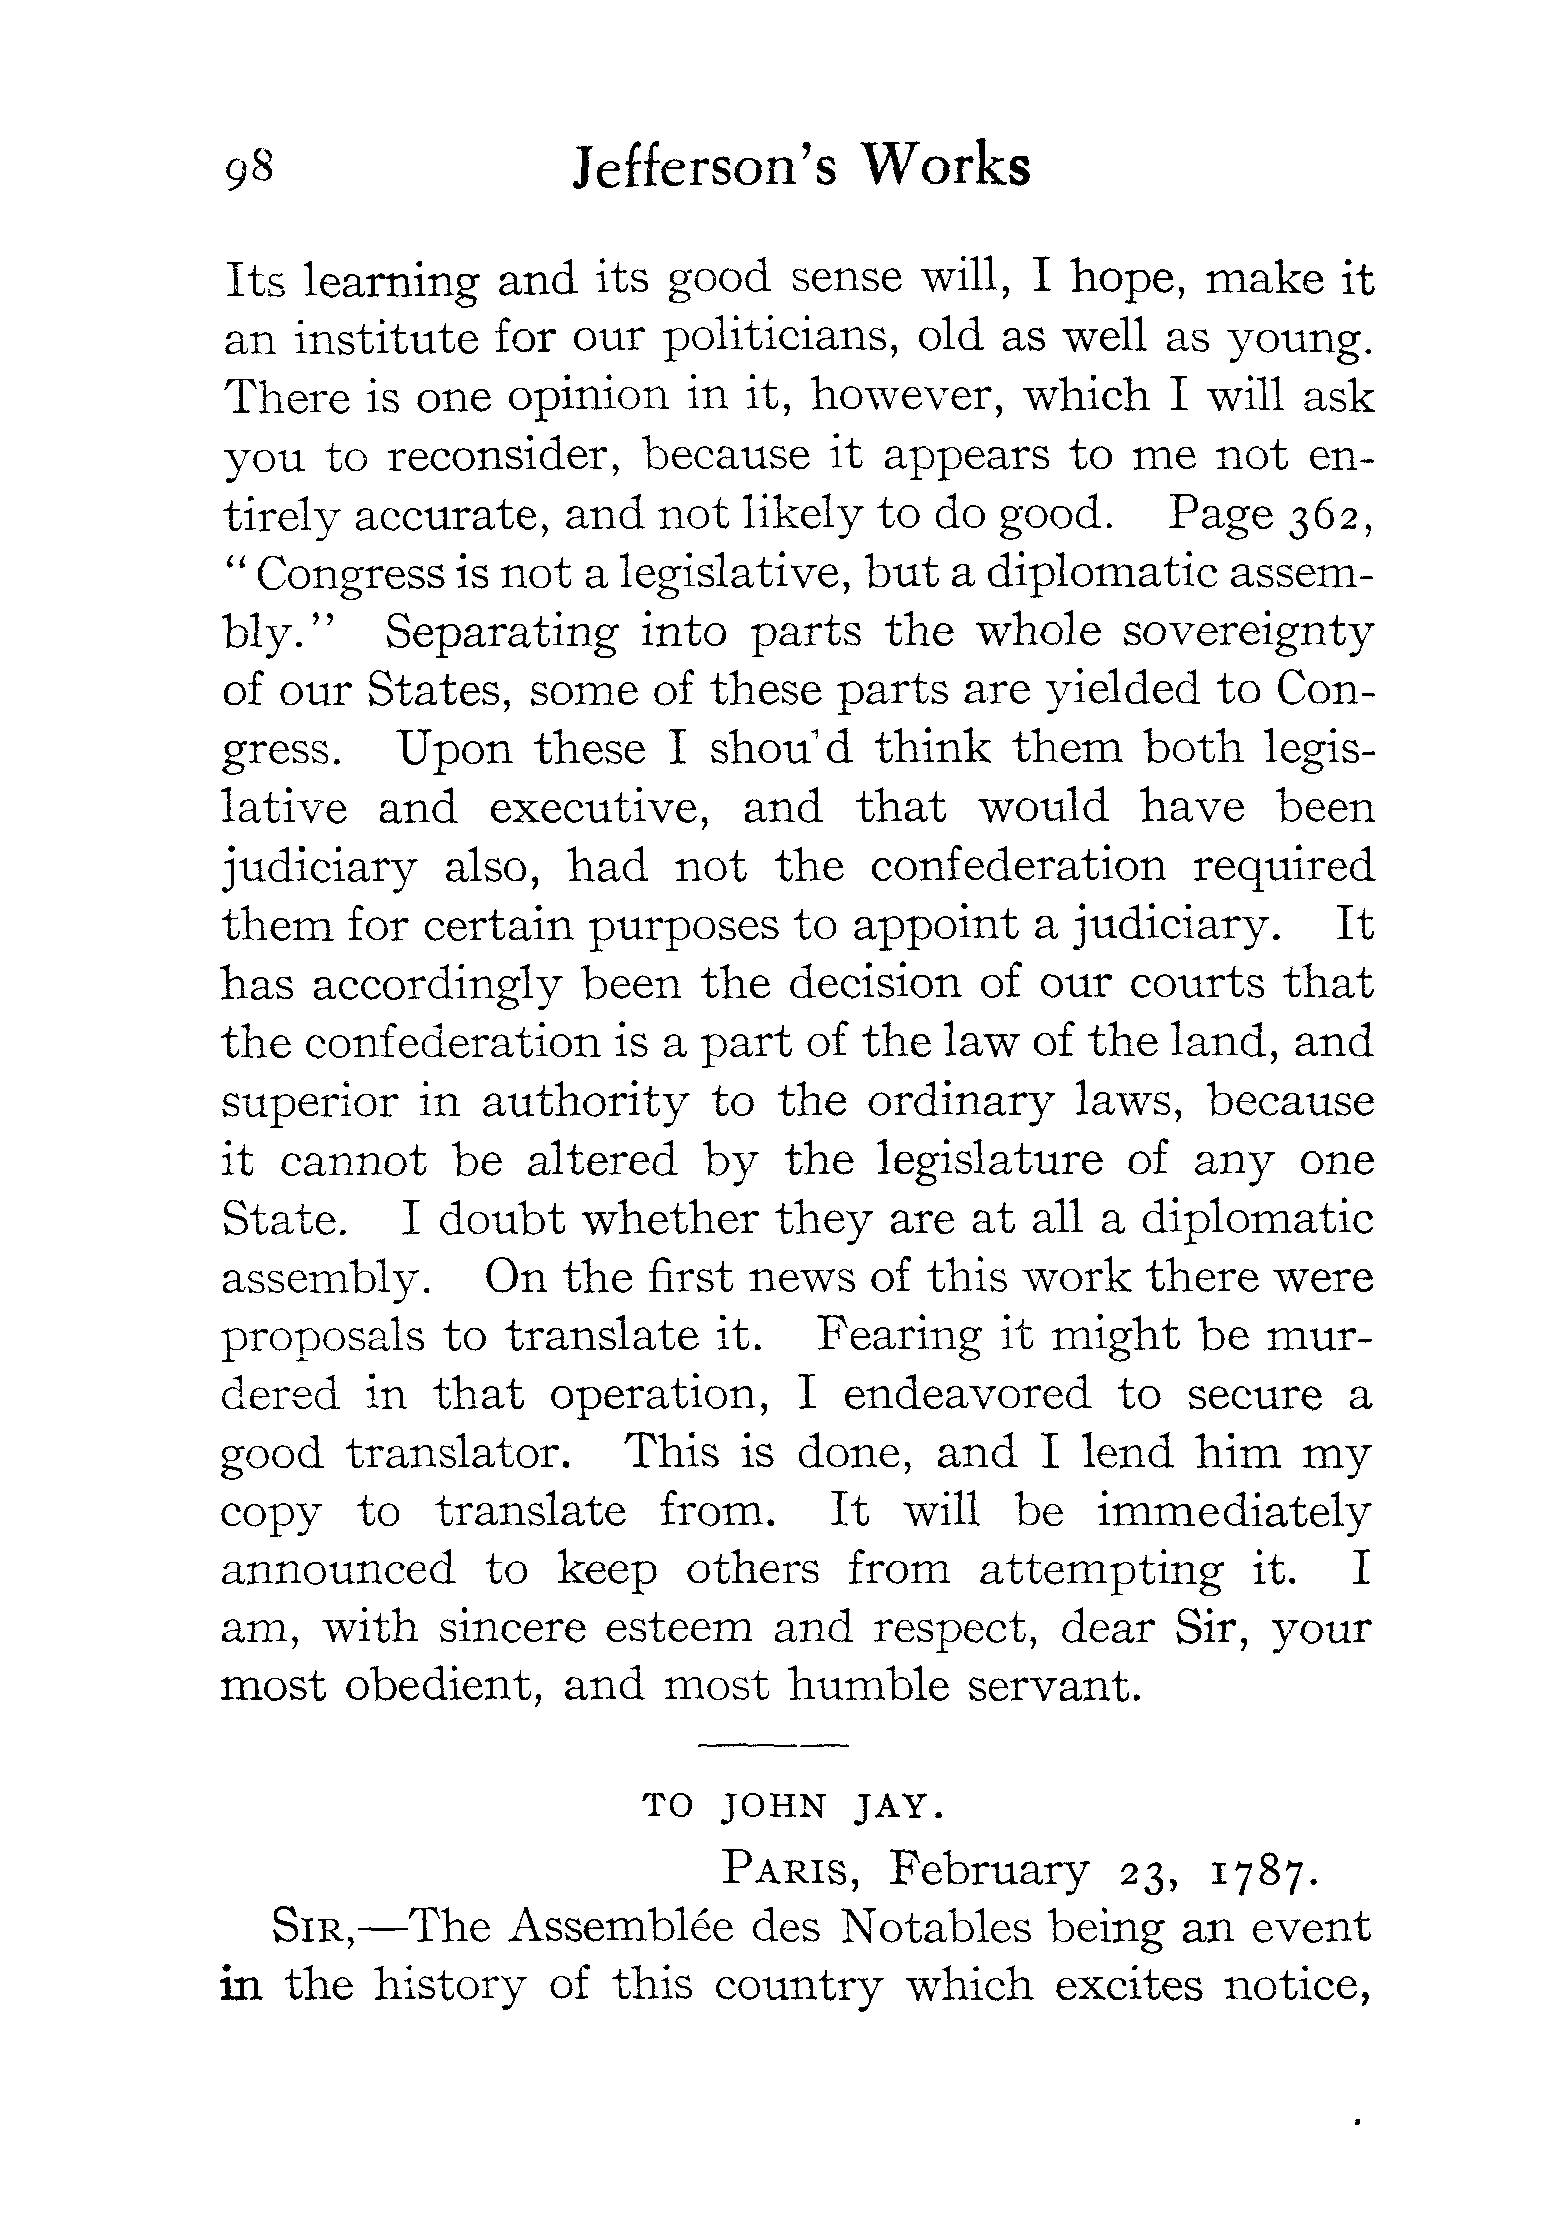 98 Jefferson's Works
Its learning and its good sense will, I hope, make it
an institute for our politicians, old as well as young.
There is one opinion in it, however, which I will ask
you to reconsider, because it appears to me not en-
tirely accurate, and not likely to do good. Page 362,
"Congress is not a legislative, but a diplomatic assem-
bly." Separating into parts the whole sovereignty
of our States, some of these parts are yielded to Con-
gress. Upon these I shou'd think them both legis-
lative and executive, and that would have been
judiciary also, had not the confederation required
them for certain purposes to appoint a judiciary. It
has accordingly been the decision of our courts that
the confederation is a part of the law of the land, and
superior in authority to the ordinary laws, because
it cannot be altered by the legislature of any one
State. I doubt whether they are at all a diplomatic
assembly. On the first news of this work there were
proposals to translate it. Fearing it might be mur-
dered in that operation, I endeavored to secure a
good translator. This is done, and I lend him my
copy to translate from. It will be immediately
announced to keep others from attempting it. I
am, with sincere esteem and respect, dear Sir, your
most obedient, and most humble servant.
TO JOHN JAY.
PARIS, February 23, 1787.
SIR,—The Assemblée des Notables being an event
in the history of this country which excites notice,